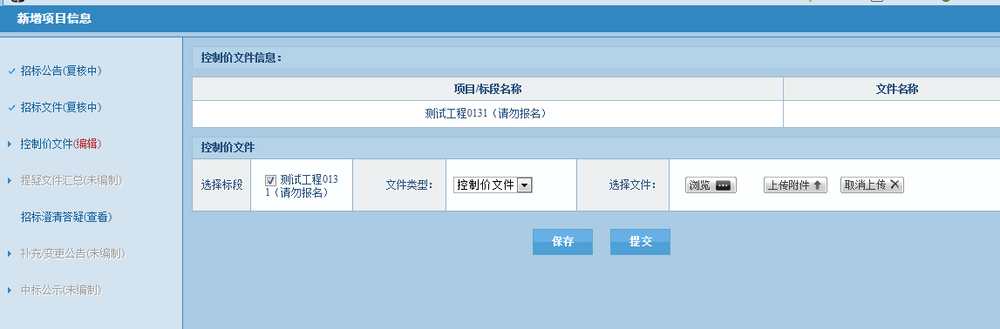 新增项目信息
招标公告(复核中)
招标文件(复核中)
控制价文件(编辑)
提疑文件汇总(未编制)
招标澄清答疑(查看)
补充/变更公告(未编制)
中标公示(未编制)
控制价文件信息：
项目/标段名称 文件名称
测试工程0131（请勿报名）
控制价文件
选择标段 测试工程013 文件类型： 控制价文件 选择文件： 浏览 上传附件 取消上传
1（请勿报名）
保存 提交